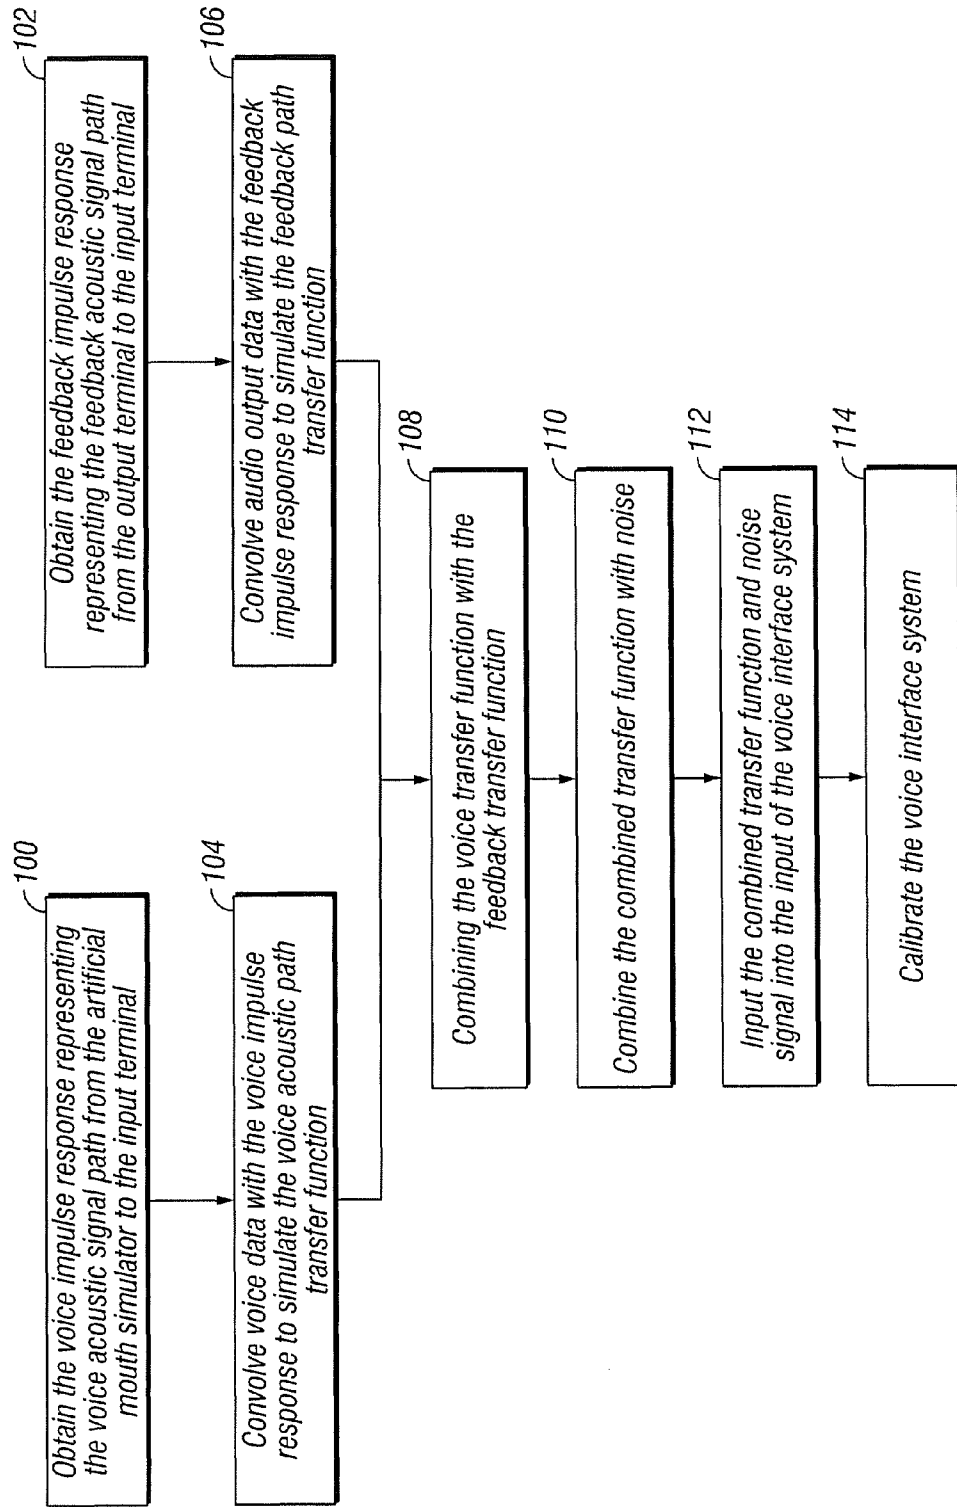 100
Obtain the voice impulse response representing
the voice acoustic signal path from the artificial
mouth simulator to the input terminal
102
Obtain the feedback impulse response
representing the feedback acoustic signal path
from the output terminal to the input terminal
104
Convolve voice data with the voice impulse
response to simulate the voice acoustic path
transfer function
106
Convolve audio output data with the feedback
impulse response to simulate the feedback path
transfer function
108
Combining the voice transfer function with the
feedback transfer function
110
Combine the combined transfer function with noise
112
Input the combined transfer function and noise
signal into the input of the voice interface system
114
Calibrate the voice interface system